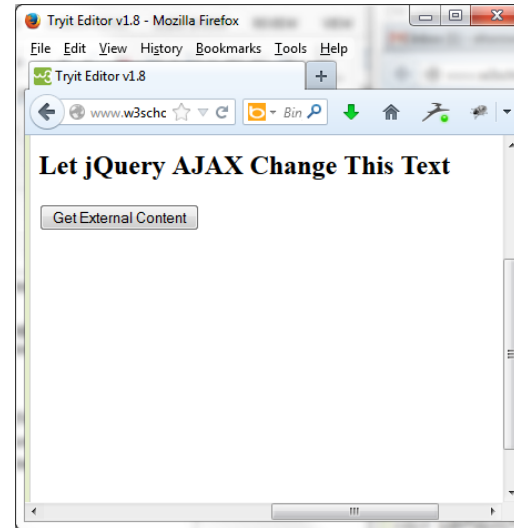 Tryit Editor v1.8 - Mozilla Firefox
File Edit View History Bookmarks Tools Help
Tryit Editor v1.8 +
www.w3schc Bin
Let jQuery AJAX Change This Text
Get External Content